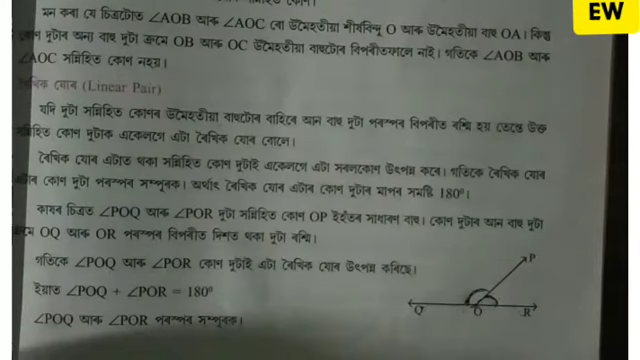 EW
মন কৰা যে চিত্ৰটোত ∠AOB আৰু ∠AOC ৰো উমৈহতীয়া শীৰ্ষবিন্দু O আৰু উমৈহতীয়া বাহু OA। কিন্তু
কোণ দুটাৰ অন্য বাহু দুটা ক্ৰমে OB আৰু OC উমৈহতীয়া বাহুটোৰ বিপৰীতফালে নাই। গতিকে ∠AOB আৰু
∠AOC সন্নিহিত কোণ নহয়।
ৰৈখিক যোৰ (Linear Pair)
যদি দুটা সন্নিহিত কোণৰ উমৈহতীয়া বাহুটোৰ বাহিৰে আন বাহু দুটা পৰস্পৰ বিপৰীত ৰশ্মি হয় তেন্তে উক্ত
সন্নিহিত কোণ দুটাক একেলগে এটা ৰৈখিক যোৰ বোলে।
ৰৈখিক যোৰ এটাত থকা সন্নিহিত কোণ দুটাই একেলগে এটা সৰলকোণ উৎপন্ন কৰে। গতিকে ৰৈখিক যোৰ
এটাৰ কোণ দুটা পৰস্পৰ সম্পূৰক। অৰ্থাৎ ৰৈখিক যোৰ এটাৰ কোণ দুটাৰ মাপৰ সমষ্টি 180°।
কাষৰ চিত্ৰত ∠POQ আৰু ∠POR দুটা সন্নিহিত কোণ OP ইহঁতৰ সাধাৰণ বাহু। কোণ দুটাৰ আন বাহু দুটা
ক্ৰমে OQ আৰু OR পৰস্পৰ বিপৰীত দিশত থকা দুটা ৰশ্মি।
গতিকে ∠POQ আৰু ∠POR কোণ দুটাই এটা ৰৈখিক যোৰ উৎপন্ন কৰিছে।
ইয়াত ∠POQ + ∠POR = 180°
∠POQ আৰু ∠POR পৰস্পৰ সম্পূৰক।
P
Q O R